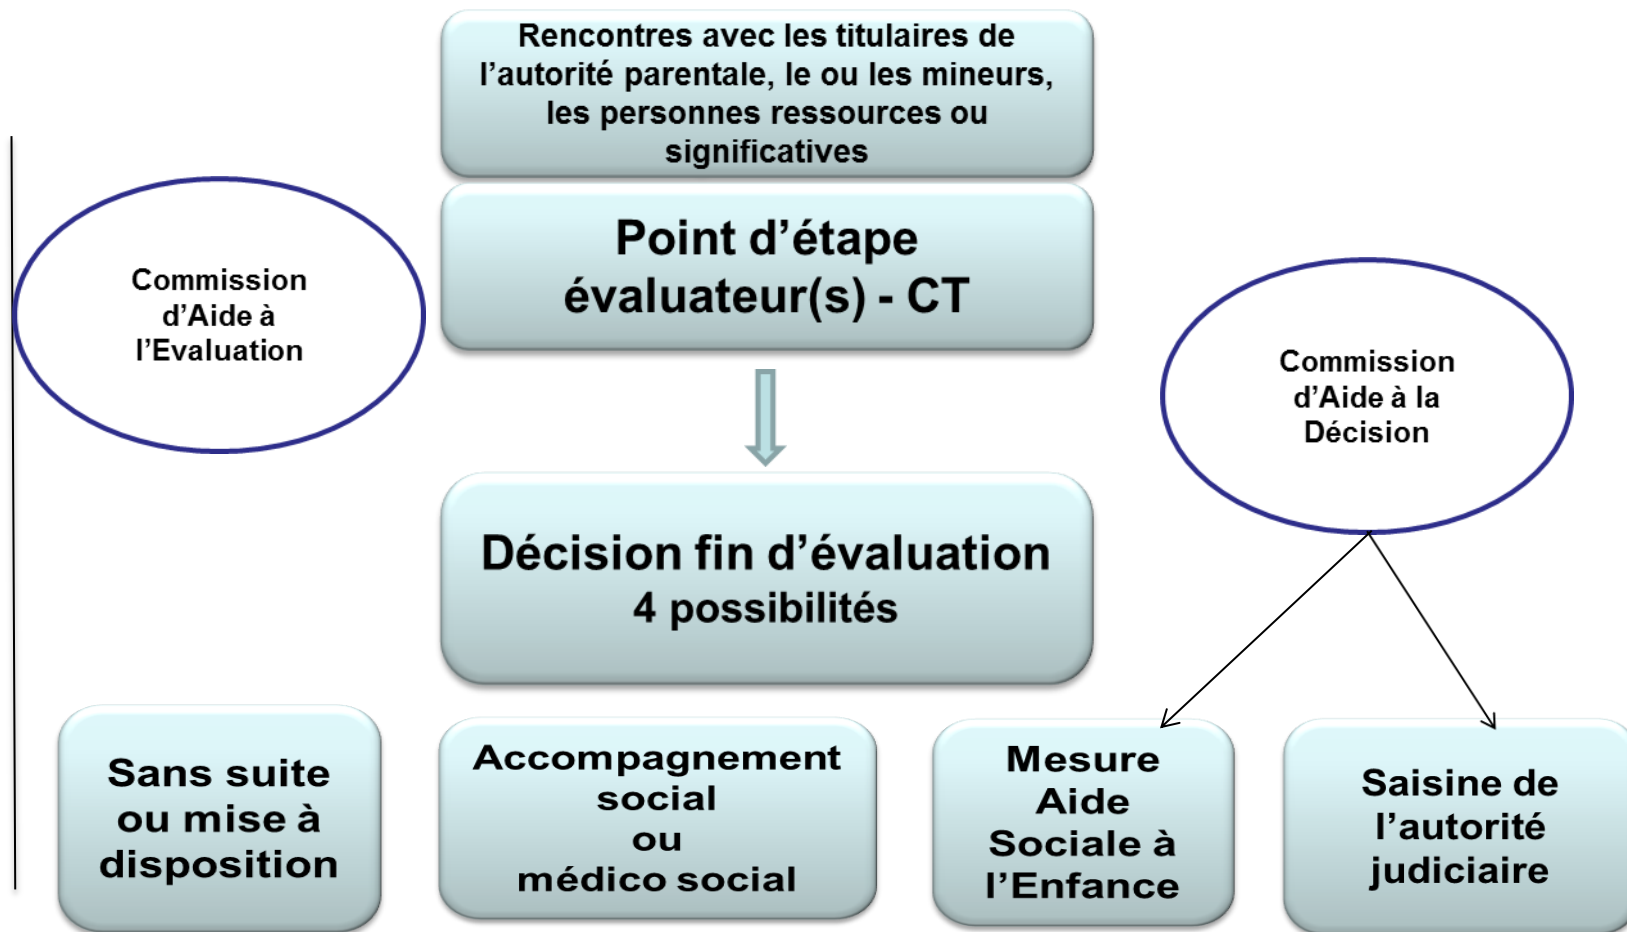 Rencontres avec les titulaires de
l’autorité parentale, le ou les mineurs,
les personnes ressources ou
significatives
Point d’étape
évaluateur(s) - CT
Commission
d’Aide à
l’Evaluation
Commission
d’Aide à la
Décision
Décision fin d’évaluation
4 possibilités
Sans suite
ou mise à
disposition
Accompagnement
social
ou
médico social
Mesure
Aide
Sociale à
l’Enfance
Saisine de
l’autorité
judiciaire